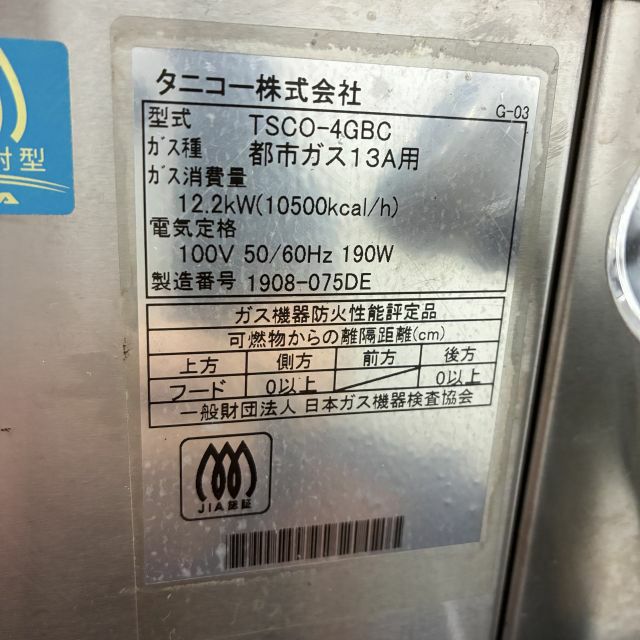 タニコー株式会社
G-03
型式 TSCO-4GBC
ガス種 都市ガス13A用
ガス消費量
12.2kW(10500kcal/h)
電気定格
100V 50/60Hz 190W
製造番号 1908-075DE
ガス機器防火性能評定品
可燃物からの離隔距離(cm)
上方 側方 前方 後方
フード 0以上 0以上
一般財団法人 日本ガス機器検査協会
JIA認証
射型